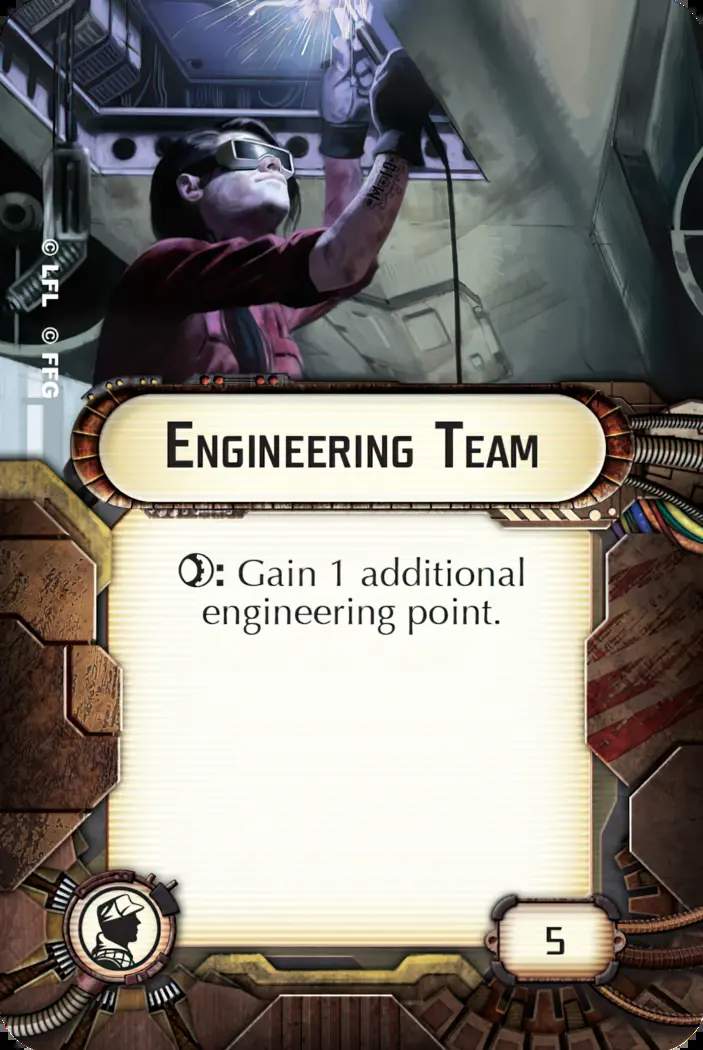 © LFL © FFG
Engineering Team
: Gain 1 additional
engineering point.
5